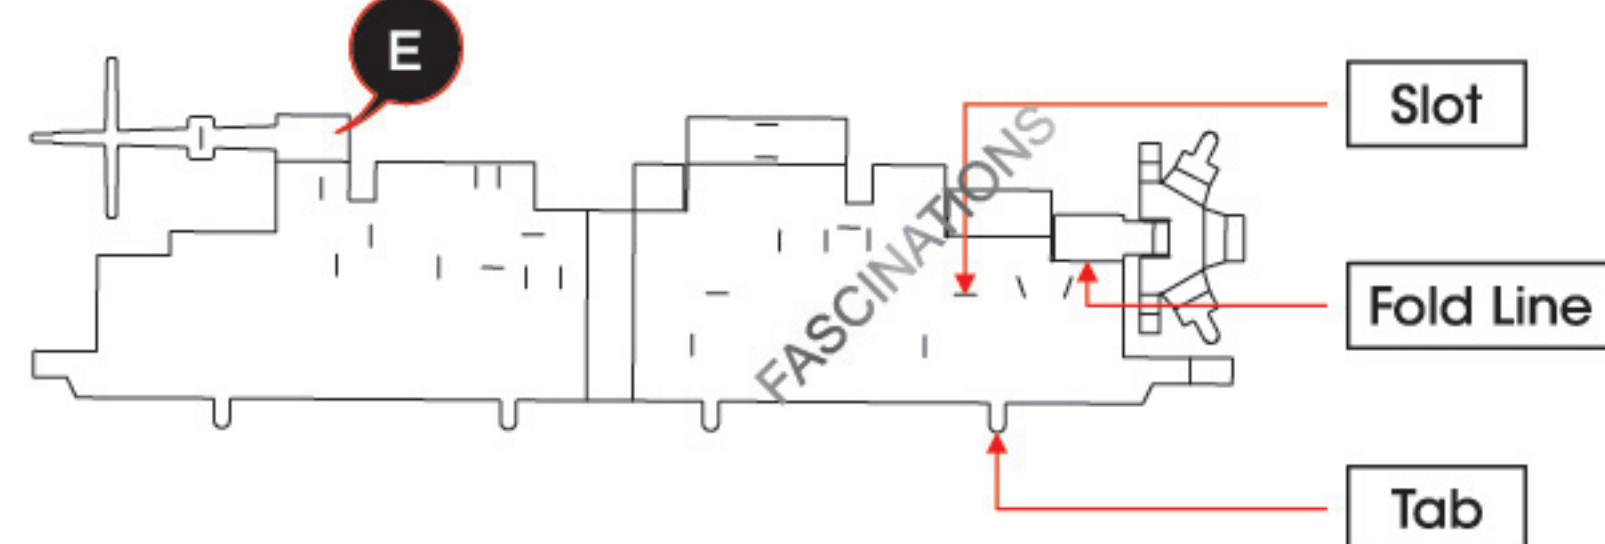 E
Slot
FASCINATIONS
Fold Line
Tab